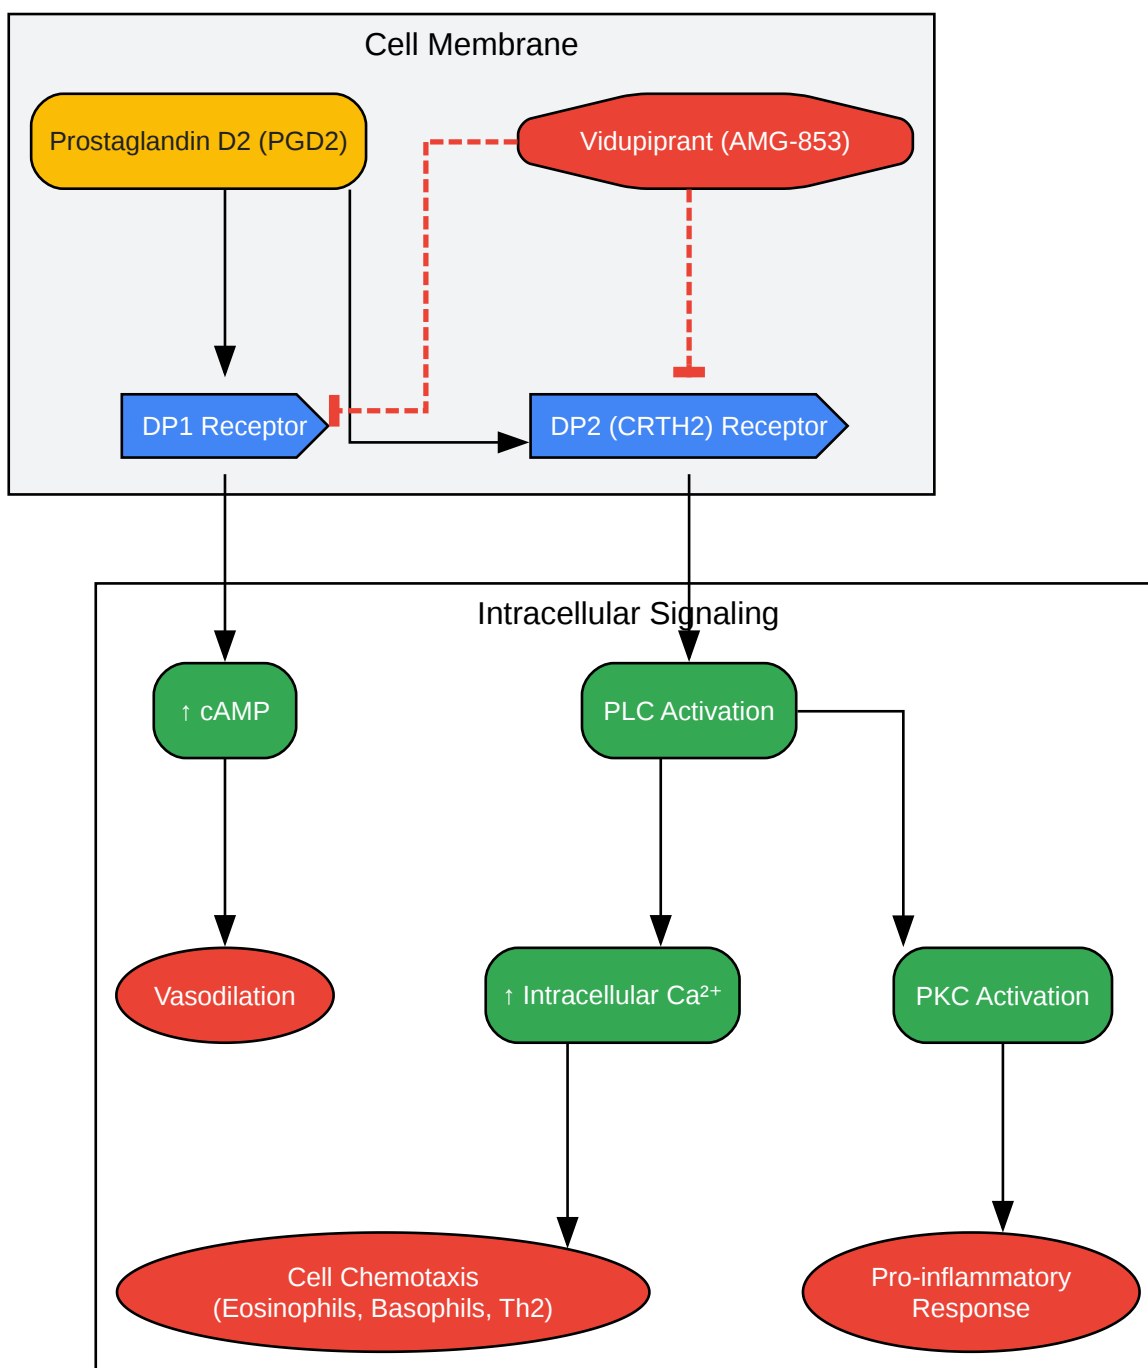 Cell Membrane
Prostaglandin D2 (PGD2)
Vidupiprant (AMG-853)
DP1 Receptor
DP2 (CRTH2) Receptor
Intracellular Signaling
↑ cAMP
PLC Activation
Vasodilation
↑ Intracellular Ca²⁺
PKC Activation
Cell Chemotaxis
(Eosinophils, Basophils, Th2)
Pro-inflammatory
Response